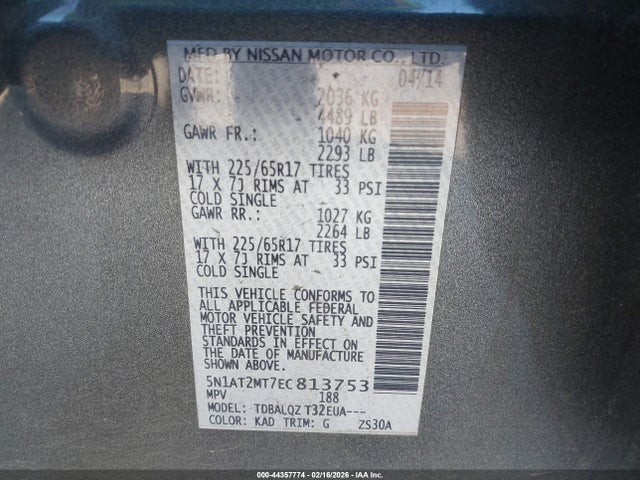 MFD BY NISSAN MOTOR CO., LTD.
DATE: 04/14
GVWR: 2036 KG
4489 LB
GAWR FR.: 1040 KG
2293 LB
WITH 225/65R17 TIRES
17 X 7J RIMS AT 33 PSI
COLD SINGLE
GAWR RR.: 1027 KG
2264 LB
WITH 225/65R17 TIRES
17 X 7J RIMS AT 33 PSI
COLD SINGLE
THIS VEHICLE CONFORMS TO
ALL APPLICABLE FEDERAL
MOTOR VEHICLE SAFETY AND
THEFT PREVENTION
STANDARDS IN EFFECT ON
THE DATE OF MANUFACTURE
SHOWN ABOVE.
5N1AT2MT7EC813753
MPV 188
MODEL: TDBALQZ T32EUA---
COLOR: KAD TRIM: G ZS30A
000-44357774 - 02/16/2026 - IAAI.COM